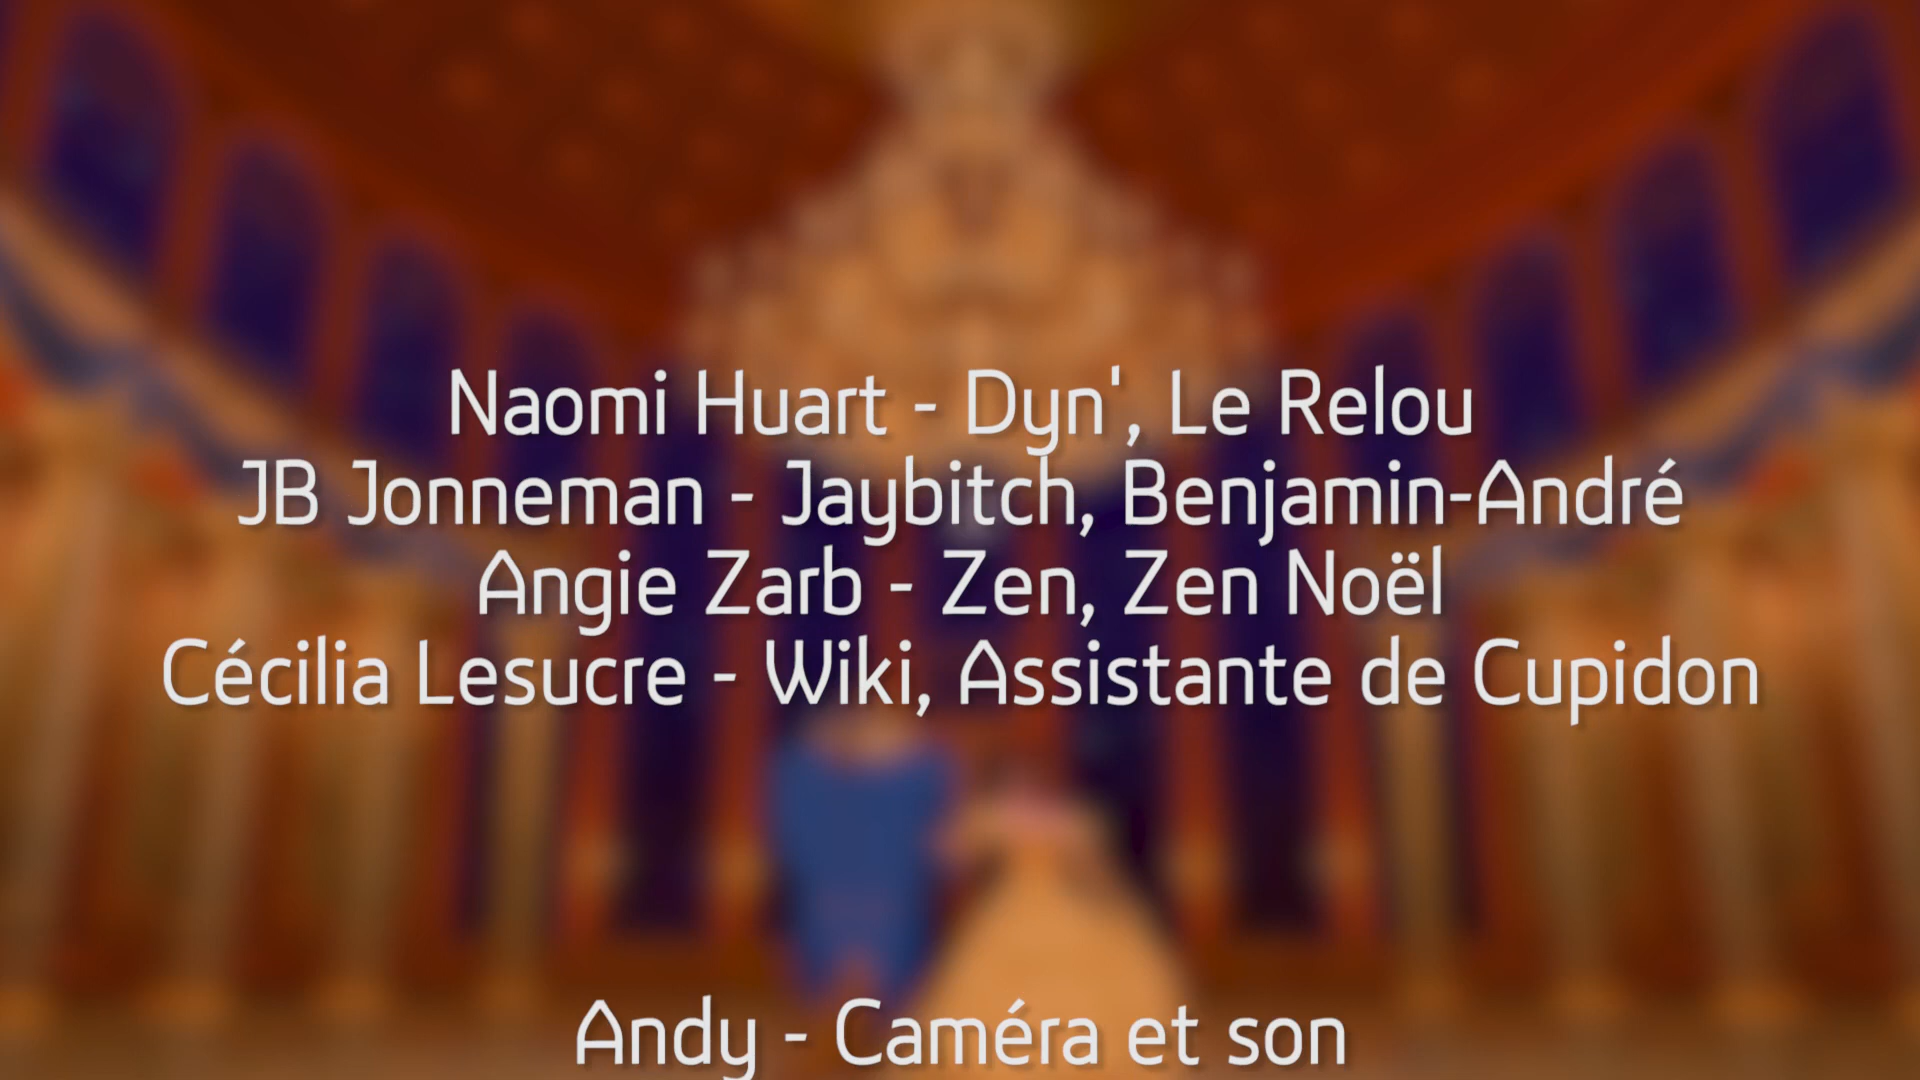 Naomi Huart - Dyn', Le Relou
JB Jonneman - Jaybitch, Benjamin-André
Angie Zarb - Zen, Zen Noël
Cécilia Lesucre - Wiki, Assistante de Cupidon
Andy - Caméra et son